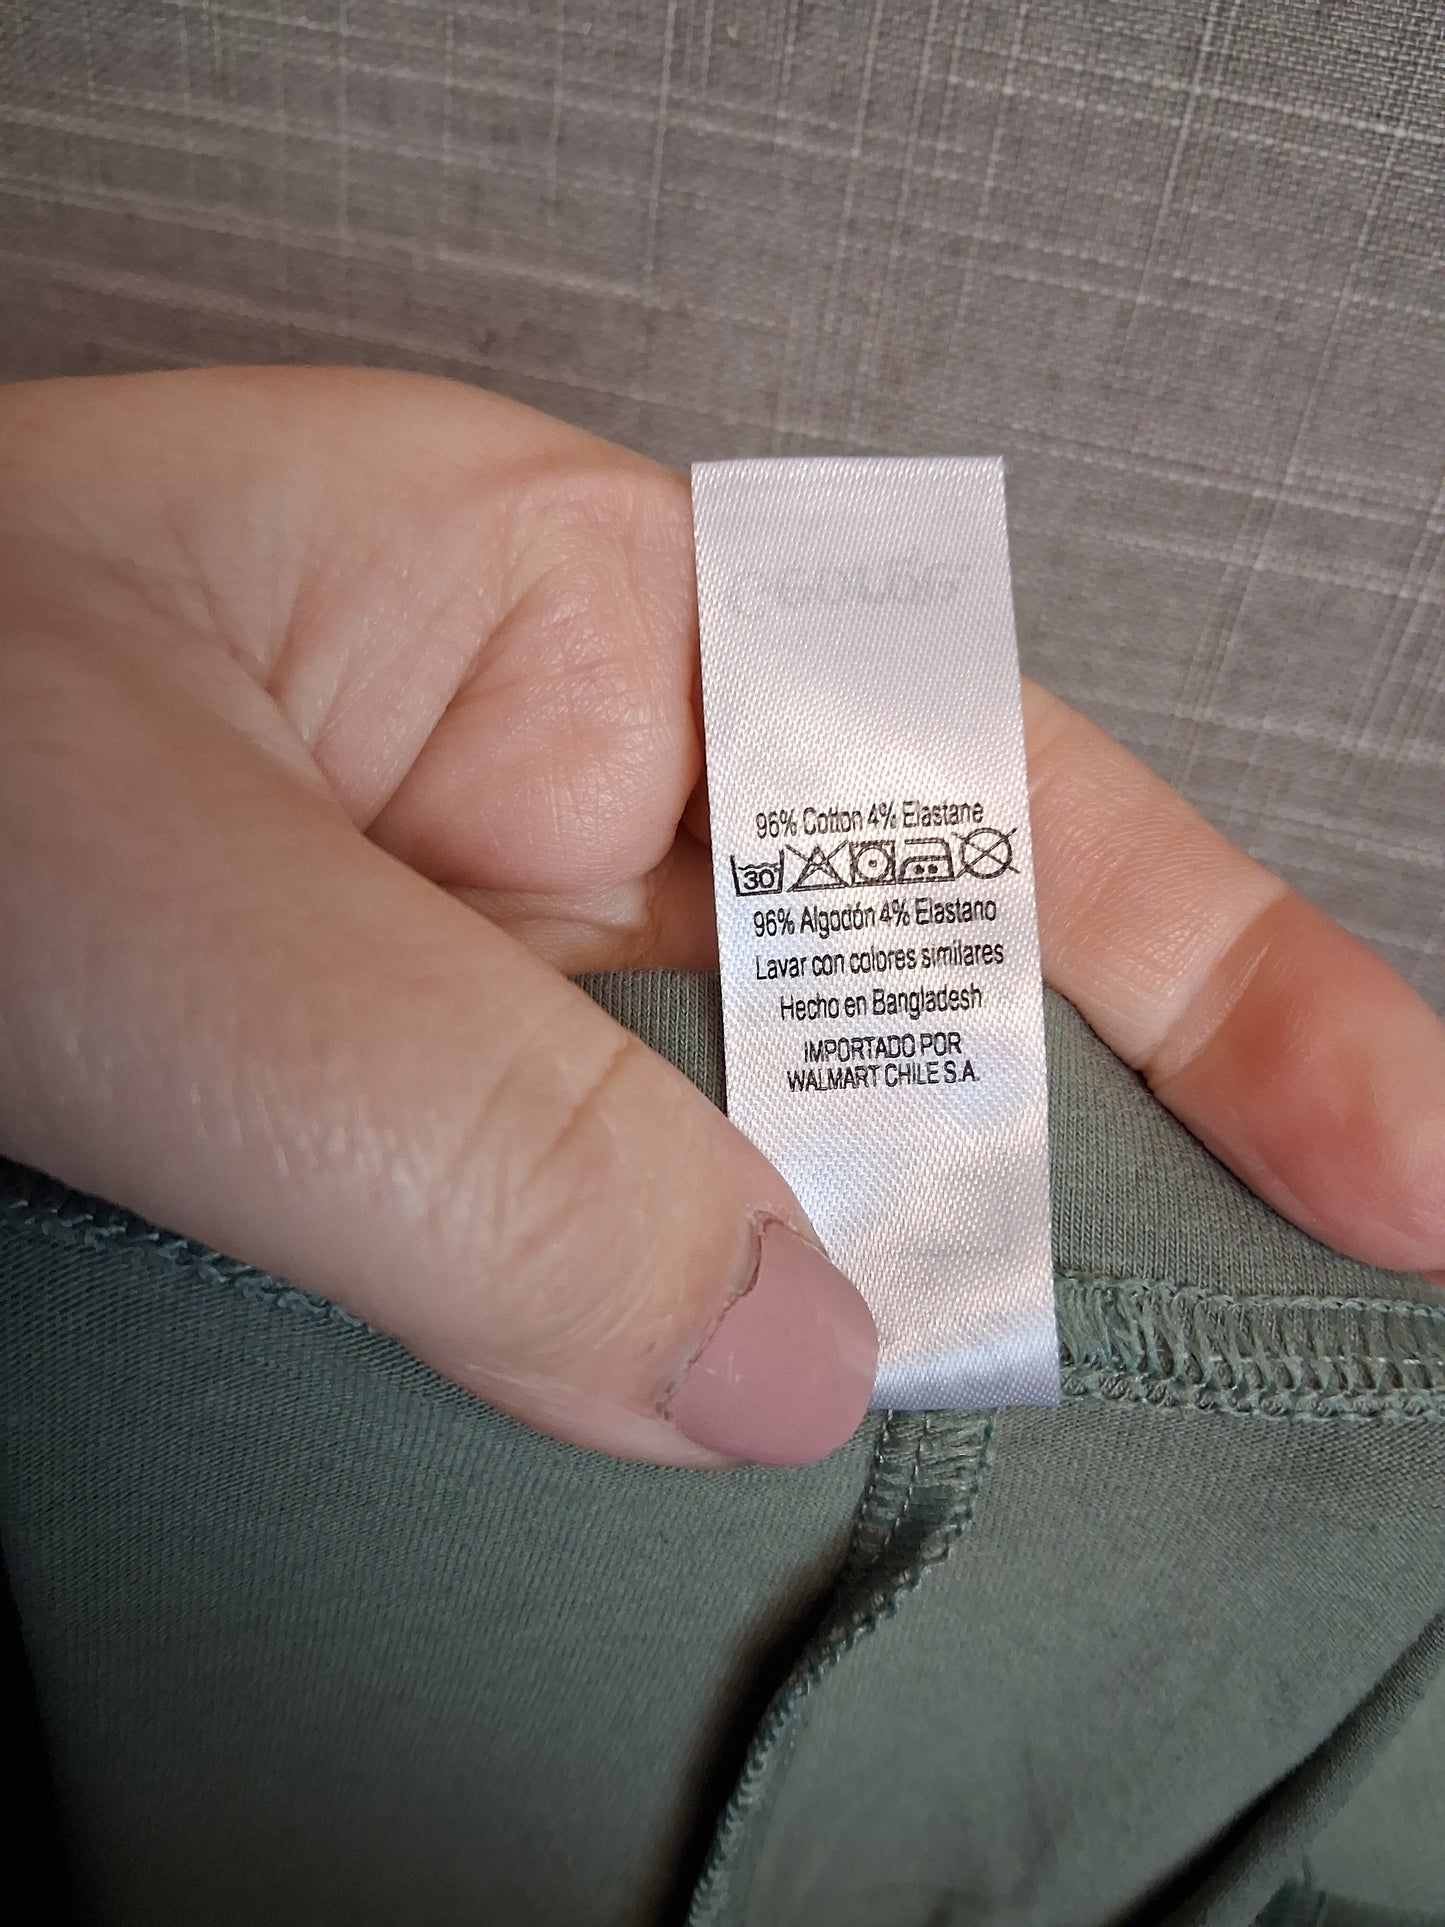 96% Cotton 4% Elastane
30
96% Algodón 4% Elastano
Lavar con colores similares
Hecho en Bangladesh
IMPORTADO POR
WALMART CHILE S.A.